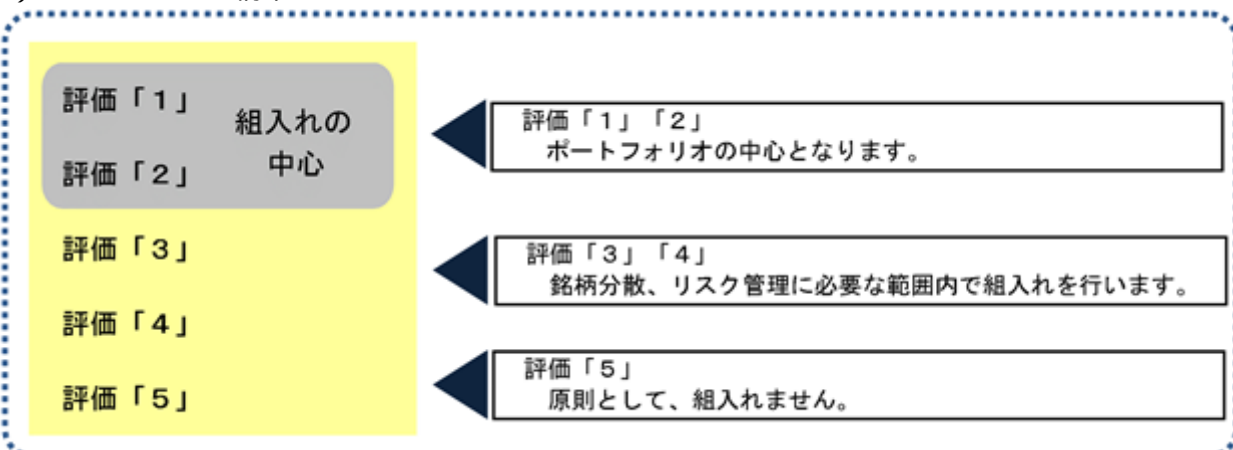 評価「１」
組入れの
中心
評価「２」
評価「３」
評価「４」
評価「５」
評価「１」「２」
ポートフォリオの中心となります。
評価「３」「４」
銘柄分散、リスク管理に必要な範囲内で組入れを行います。
評価「５」
原則として、組入れません。